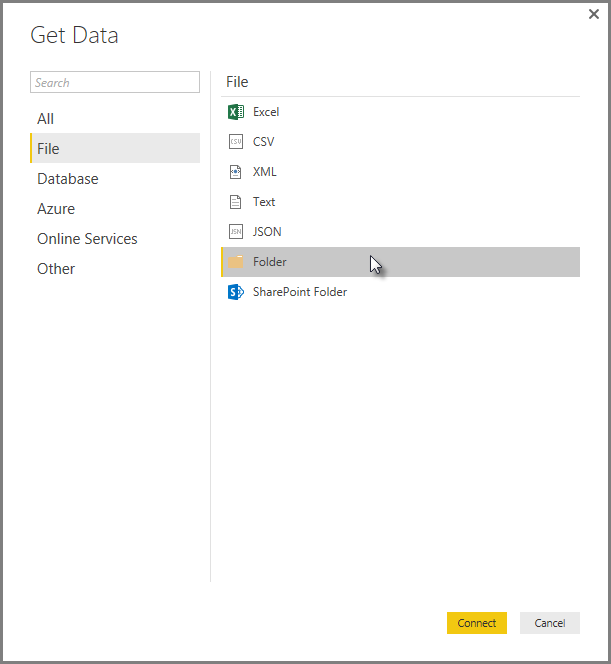 Get Data
Search
All
File
Database
Azure
Online Services
Other
File
Excel
CSV
XML
Text
JSON
Folder
SharePoint Folder
Connect
Cancel